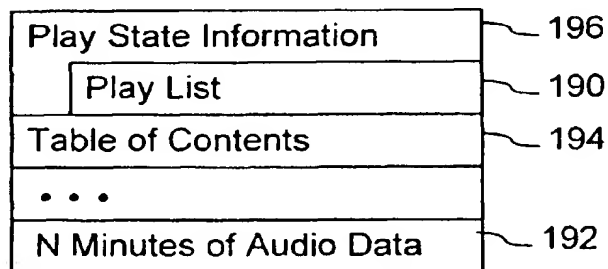 Play State Information 196
Play List 190
Table of Contents 194
• • •
N Minutes of Audio Data 192